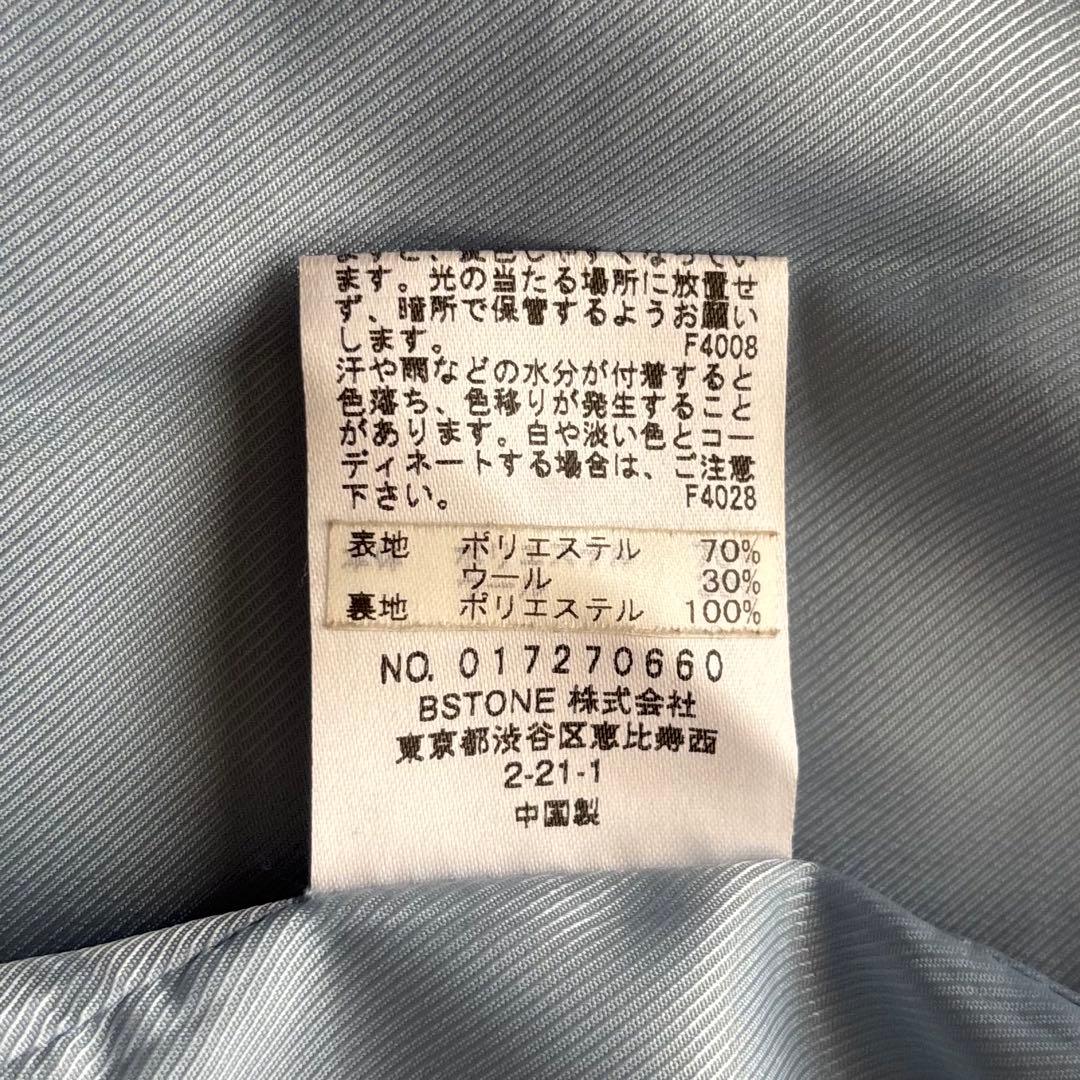 ます。光の当たる場所に放置せ
ず、暗所で保管するようお願い
します。 F4008
汗や雨などの水分が付着すると
色落ち、色移りが発生すること
があります。白や淡い色とコー
ディネートする場合は、ご注意
下さい。 F4028
表地 ポリエステル 70%
ウール 30%
裏地 ポリエステル 100%
NO. 017270660
BSTONE 株式会社
東京都渋谷区恵比寿西
2-21-1
中国製